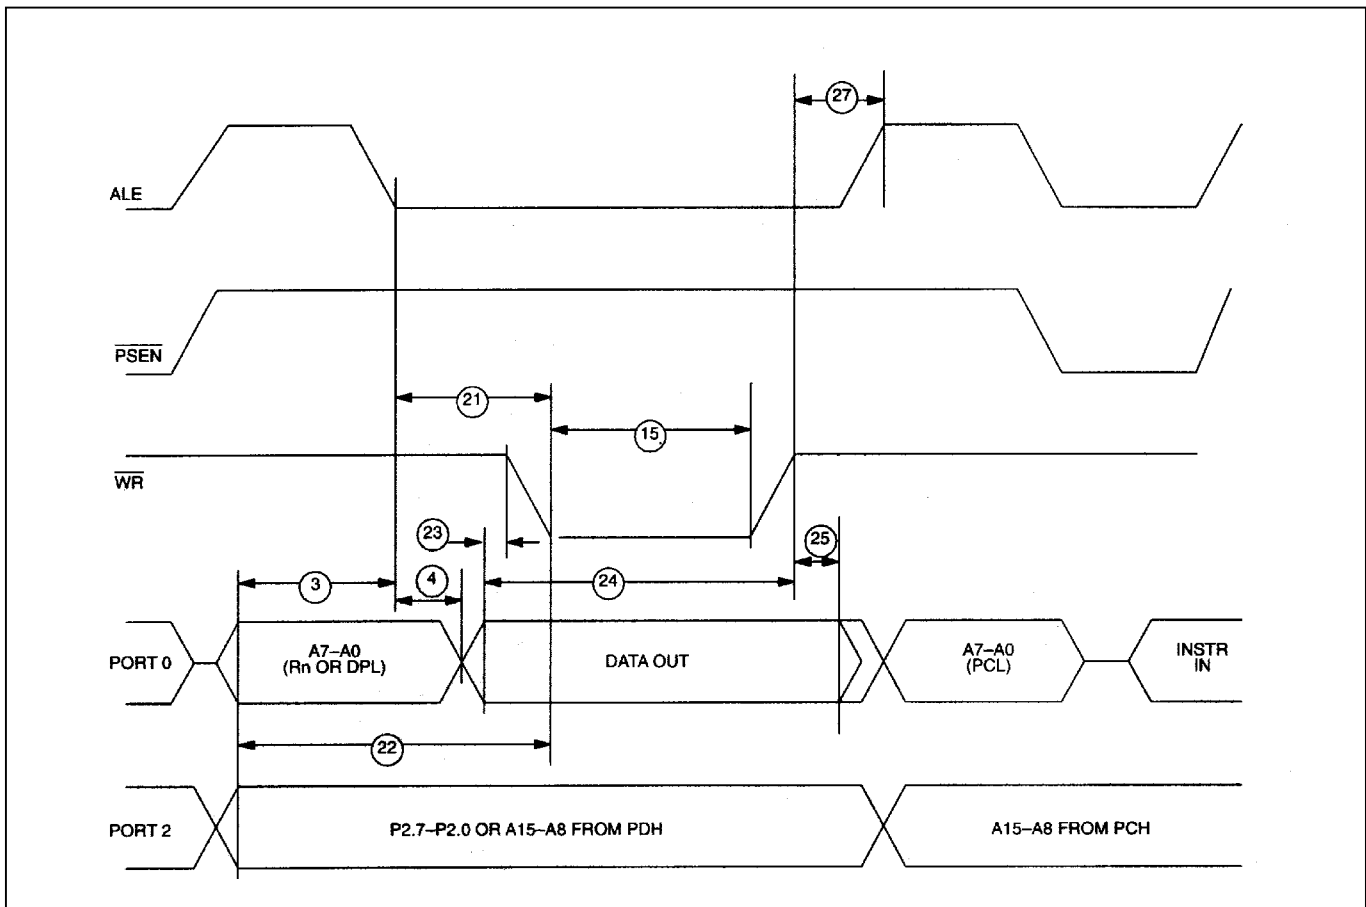 27
ALE
PSEN
21
15
WR
23
25
3
4
24
PORT 0
A7–A0
(Rn OR DPL)
DATA OUT
A7–A0
(PCL)
INSTR
IN
22
PORT 2
P2.7–P2.0 OR A15–A8 FROM PDH
A15–A8 FROM PCH